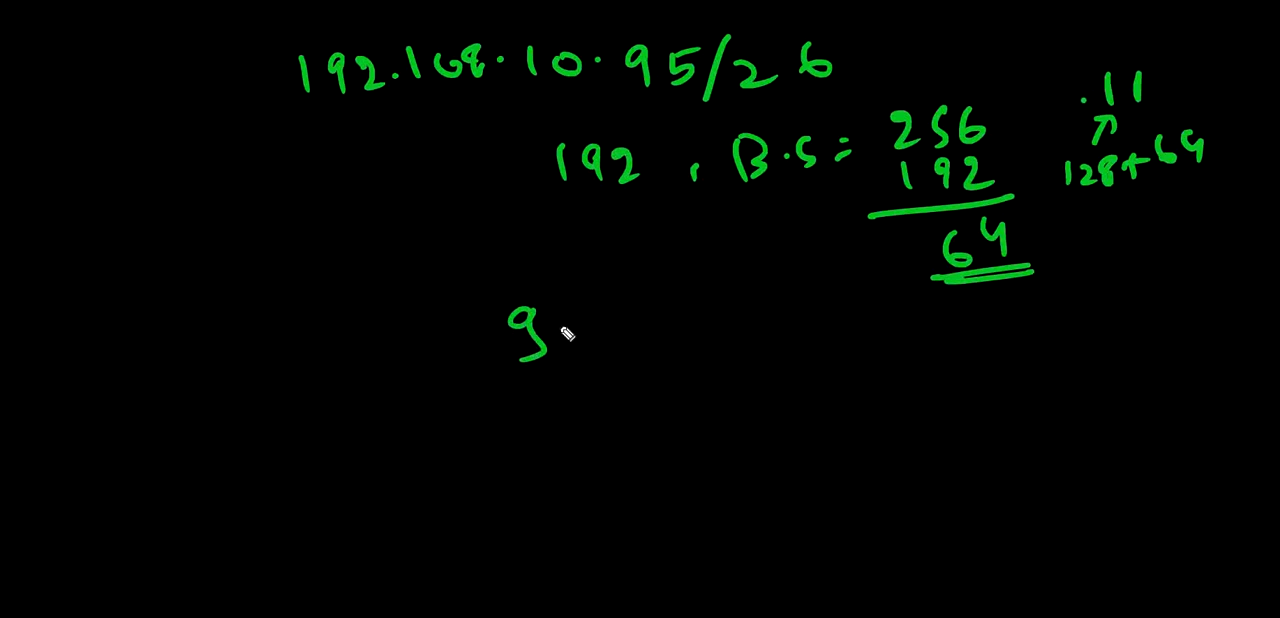 192.168.10.95/26
192, B.S = 256 .11
192 128+64
64
9